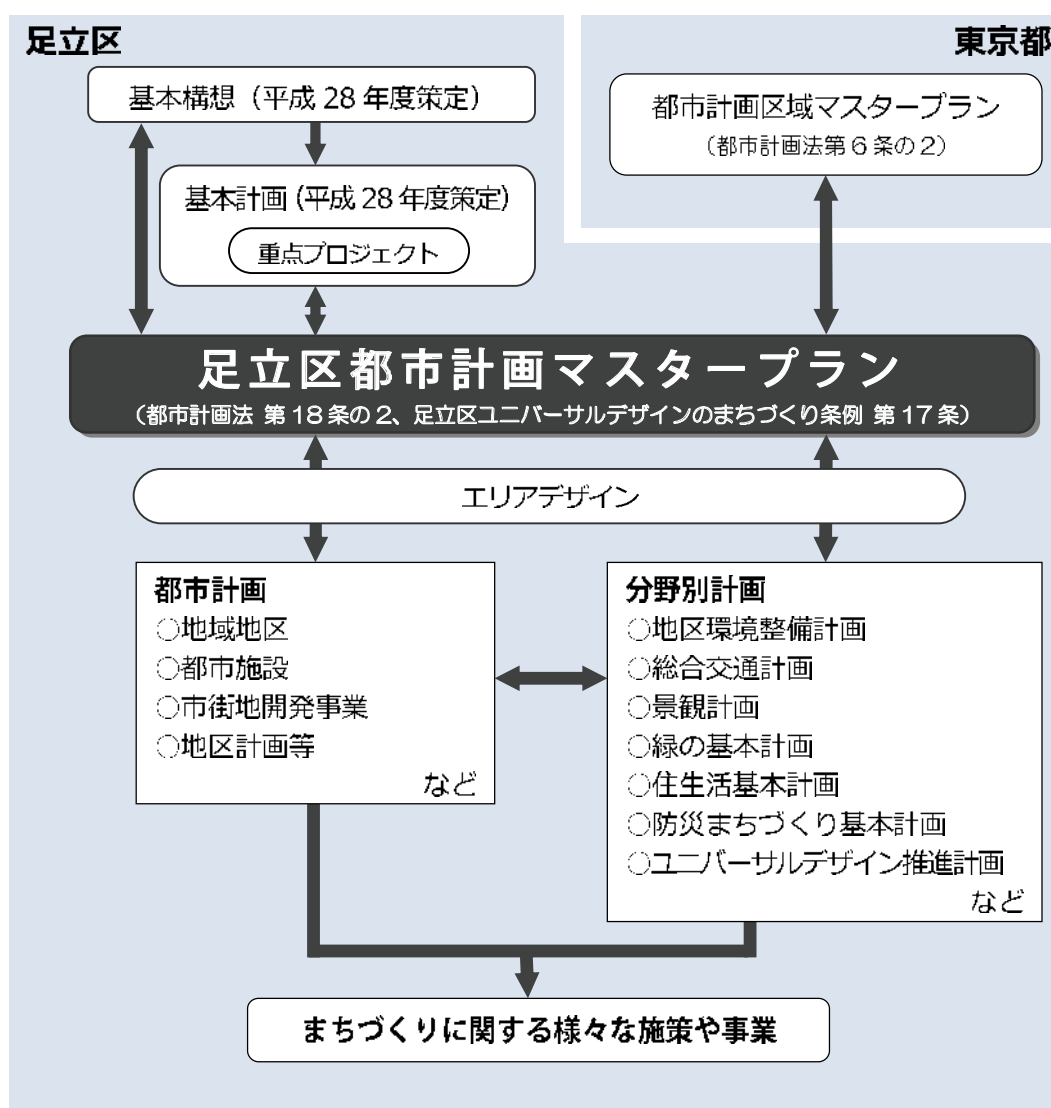 足立区
東京都
基本構想（平成 28 年度策定）
基本計画（平成 28 年度策定）
重点プロジェクト
都市計画区域マスタープラン
（都市計画法第 6 条の 2）
足立区都市計画マスタープラン
（都市計画法 第 18 条の 2、足立区ユニバーサルデザインのまちづくり条例 第 17 条）
エリアデザイン
都市計画
○地域地区
○都市施設
○市街地開発事業
○地区計画等
など
分野別計画
○地区環境整備計画
○総合交通計画
○景観計画
○緑の基本計画
○住生活基本計画
○防災まちづくり基本計画
○ユニバーサルデザイン推進計画
など
まちづくりに関する様々な施策や事業